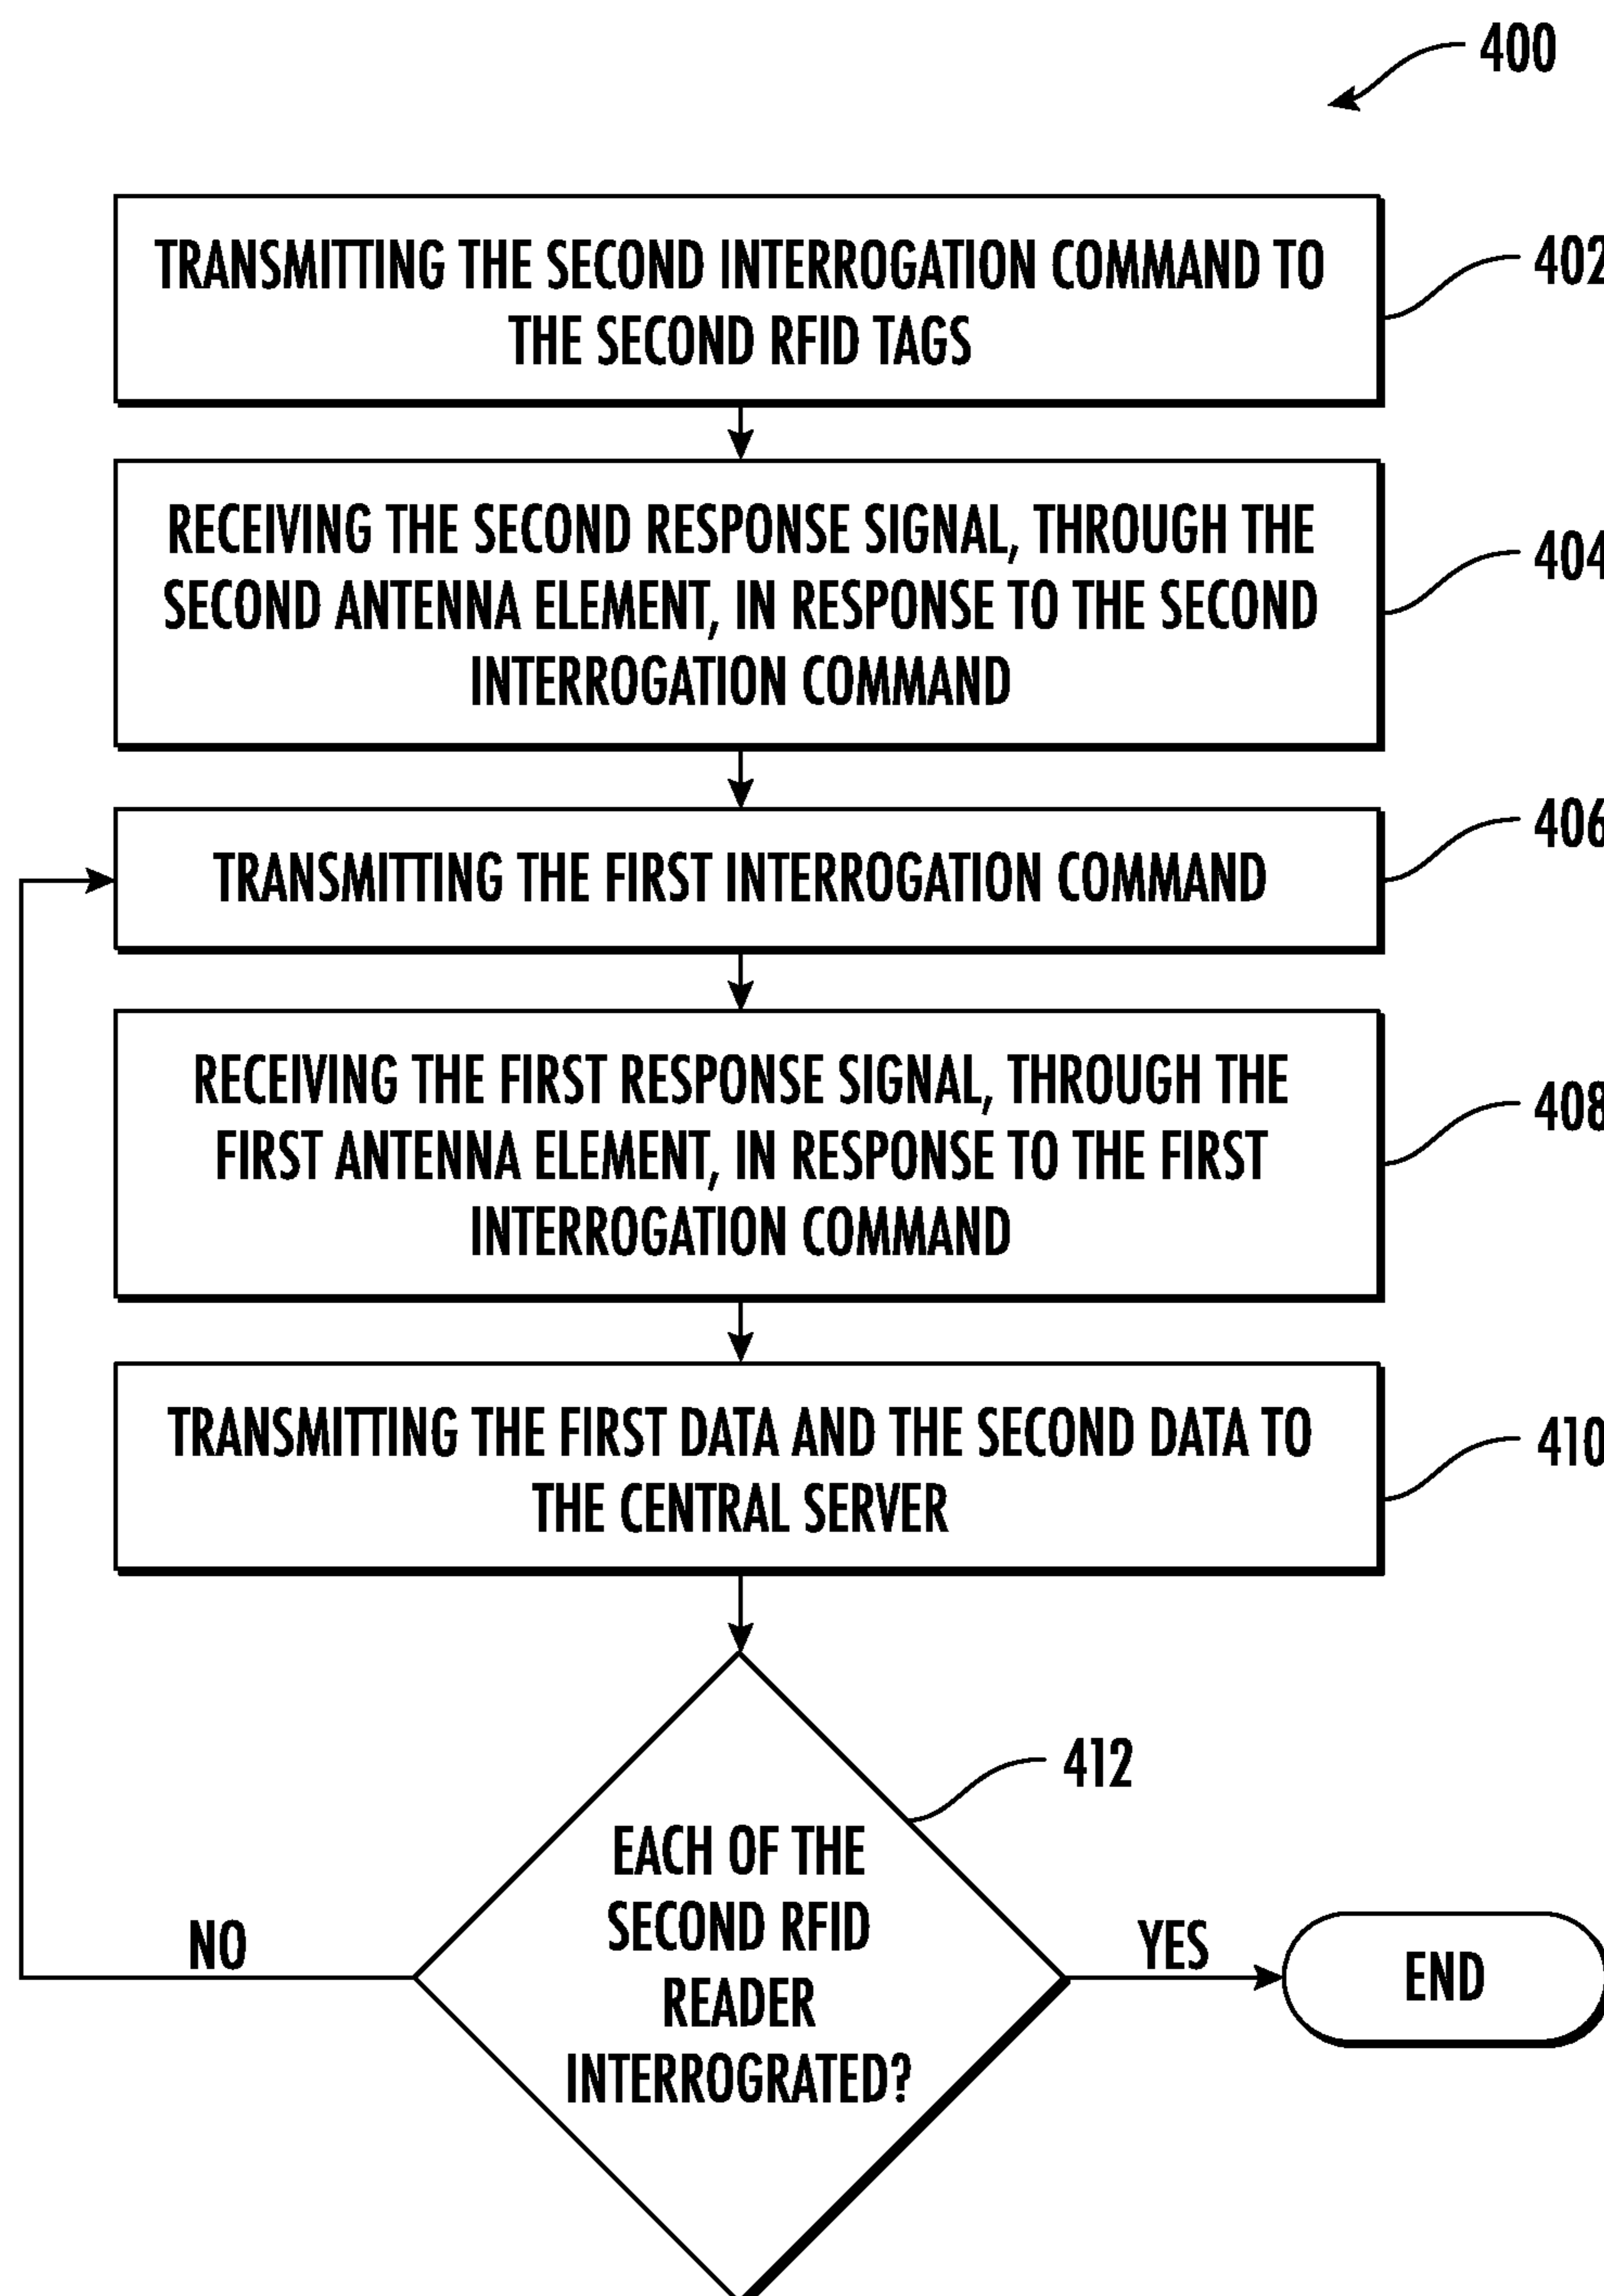 400
TRANSMITTING THE SECOND INTERROGATION COMMAND TO
THE SECOND RFID TAGS
402
RECEIVING THE SECOND RESPONSE SIGNAL, THROUGH THE
SECOND ANTENNA ELEMENT, IN RESPONSE TO THE SECOND
INTERROGATION COMMAND
404
TRANSMITTING THE FIRST INTERROGATION COMMAND
406
RECEIVING THE FIRST RESPONSE SIGNAL, THROUGH THE
FIRST ANTENNA ELEMENT, IN RESPONSE TO THE FIRST
INTERROGATION COMMAND
408
TRANSMITTING THE FIRST DATA AND THE SECOND DATA TO
THE CENTRAL SERVER
410
412
EACH OF THE
SECOND RFID
READER
INTERROGRATED?
NO
YES
END